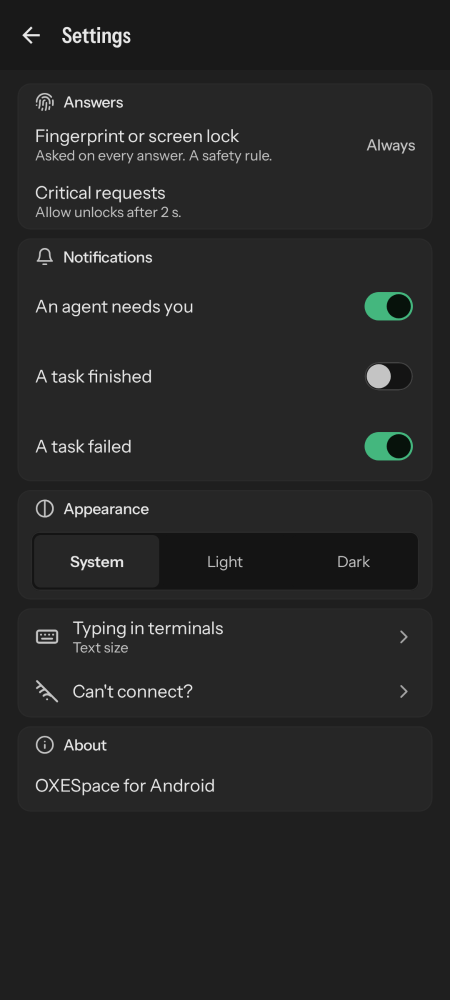 Settings
Answers
Fingerprint or screen lock
Asked on every answer. A safety rule.
Always
Critical requests
Allow unlocks after 2 s.
Notifications
An agent needs you
A task finished
A task failed
Appearance
System
Light
Dark
Typing in terminals
Text size
Can't connect?
About
OXESpace for Android